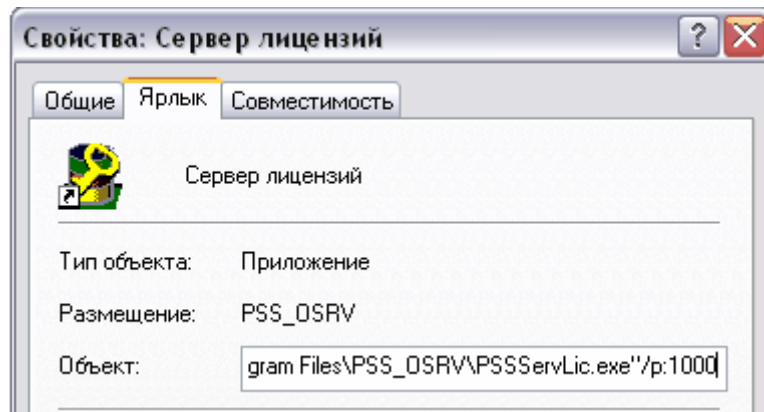 Свойства: Сервер лицензий
Общие Ярлык Совместимость
Сервер лицензий
Тип объекта: Приложение
Размещение: PSS_OSRV
Объект: gram Files\PSS_OSRV\PSSServLic.exe"/p:1000